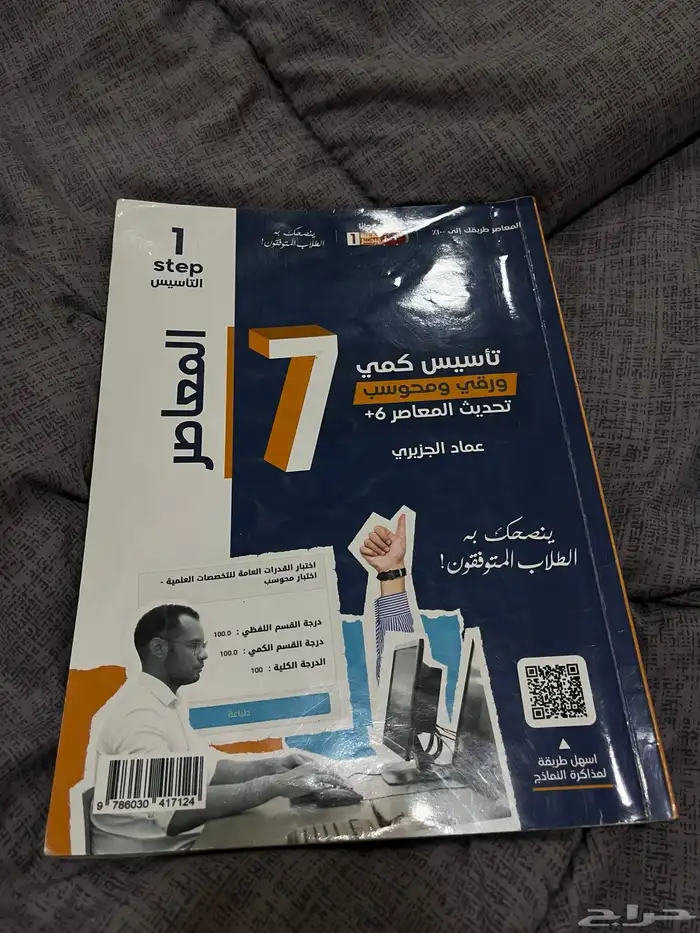 المعاصر طريقك إلى ١٠٠٪
ينصحك به
الطلاب المتوفقون!
1
step
التأسيس
المعاصر
7
تأسيس كمي
ورقي ومحوسب
تحديث المعاصر 6+
عماد الجزيري
ينصحك به
الطلاب المتوفقون!
اختبار القدرات العامة للتخصصات العلمية -
اختبار محوسب
درجة القسم اللفظي : 100.0
درجة القسم الكمي : 100.0
الدرجة الكلية : 100
طباعة
اسهل طريقة
لمذاكرة النماذج
9 786030 417124
حراج